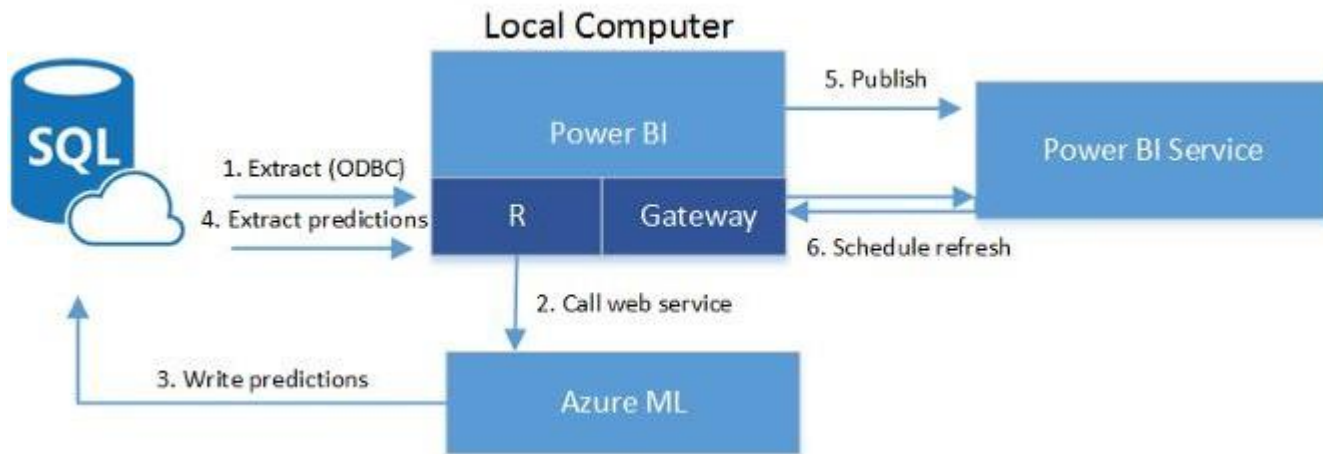 Local Computer
SQL
Power BI
5. Publish
Power BI Service
1. Extract (ODBC)
4. Extract predictions
R
Gateway
6. Schedule refresh
2. Call web service
3. Write predictions
Azure ML